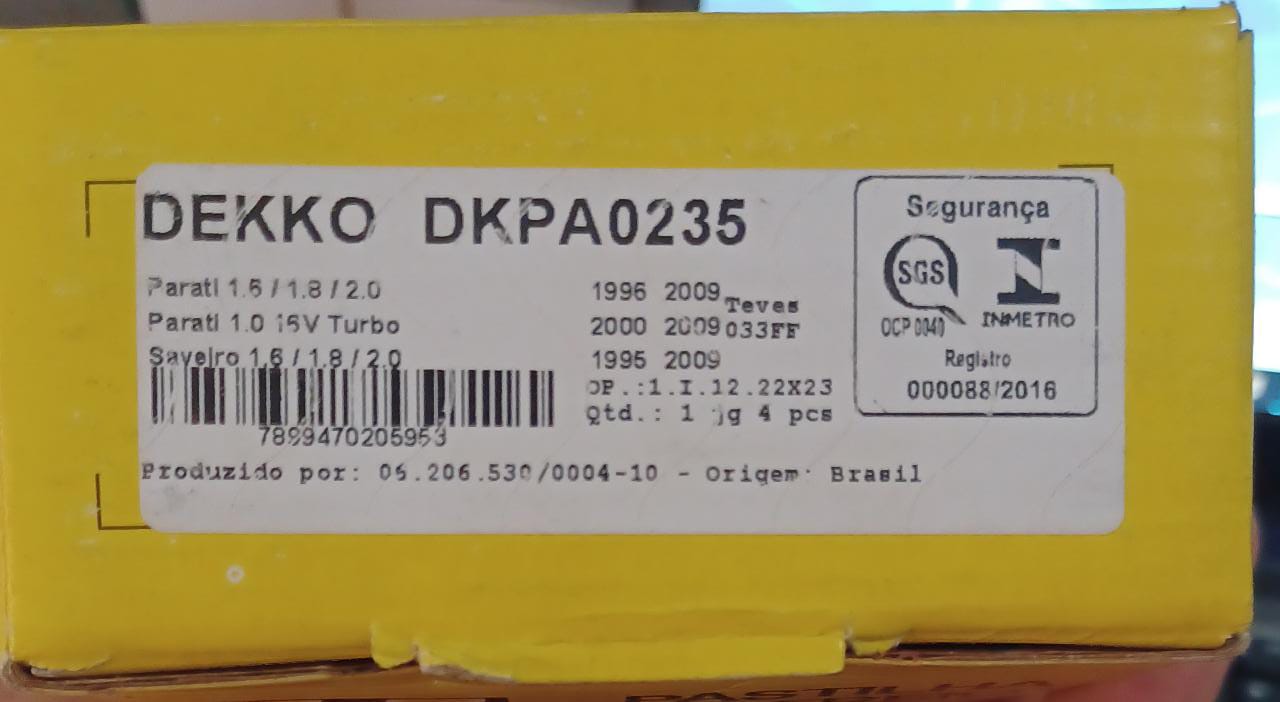 DEKKO DKPA0235
Parati 1.6 / 1.8 / 2.0 1996 2009
Teves
Parati 1.0 16V Turbo 2000 2009 033FF
Saveiro 1.6 / 1.8 / 2.0 1995 2009
OP.:1.I.12.22X23
Qtd.: 1 jg 4 pcs
7899470205953
Produzido por: 06.206.530/0004-10 - Origem: Brasil
Segurança
SGS
OCP 0040 INMETRO
Registro
000088/2016
PASTILHA